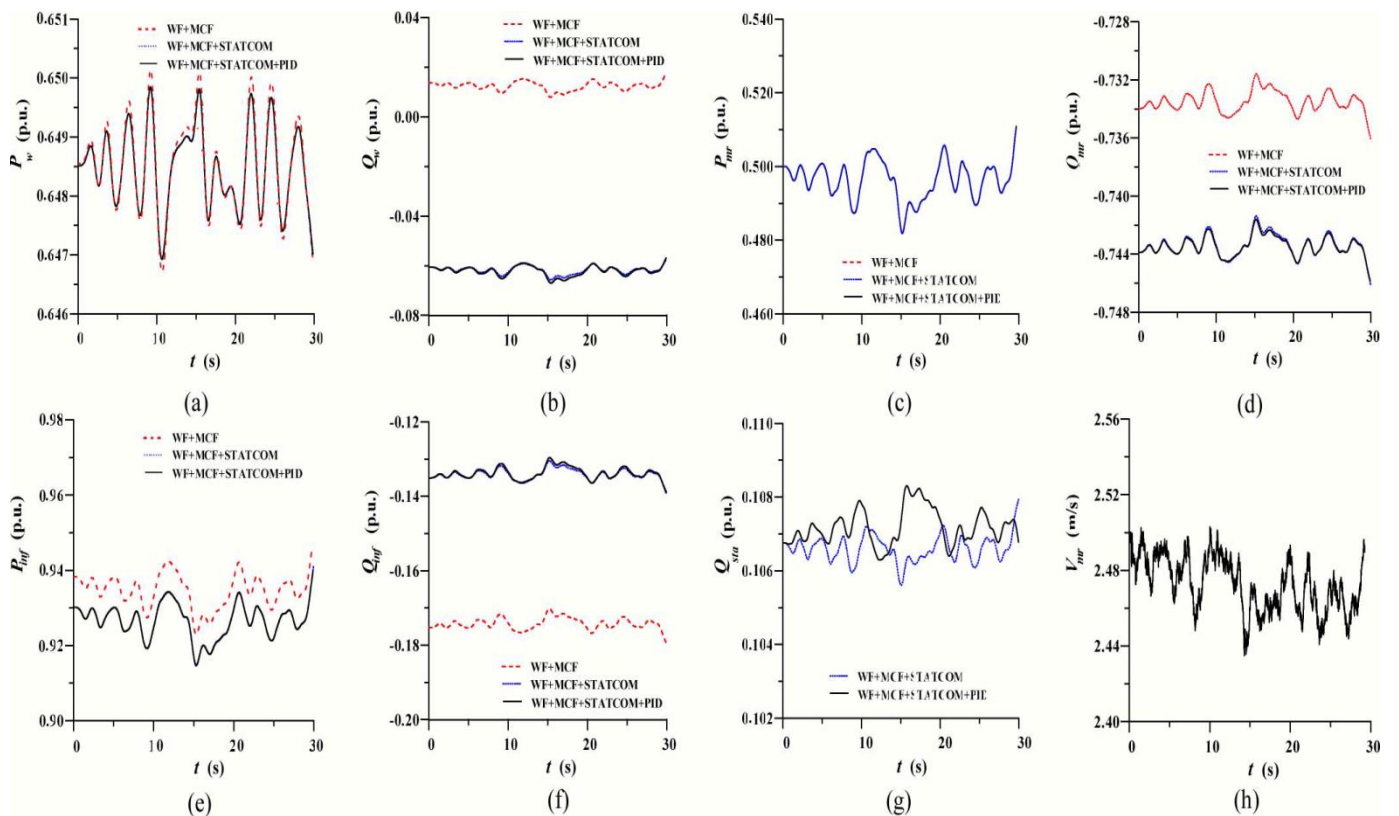 P_w (p.u.)
0.651
0.650
0.649
0.648
0.647
0.646
WF+MCF
WF+MCF+STATCOM
WF+MCF+STATCOM+PID
0 10 20 30
t (s)
(a)
Q_w (p.u.)
0.04
0.00
-0.04
-0.08
WF+MCF
WF+MCF+STATCOM
WF+MCF+STATCOM+PID
0 10 20 30
t (s)
(b)
P_mr (p.u.)
0.540
0.520
0.500
0.480
0.460
WF+MCF
WF+MCF+STATCOM
WF+MCF+STATCOM+PID
0 10 20 30
t (s)
(c)
Q_mr (p.u.)
-0.728
-0.732
-0.736
-0.740
-0.744
-0.748
WF+MCF
WF+MCF+STATCOM
WF+MCF+STATCOM+PID
0 10 20 30
t (s)
(d)
P_inf (p.u.)
0.98
0.96
0.94
0.92
0.90
WF+MCF
WF+MCF+STATCOM
WF+MCF+STATCOM+PID
0 10 20 30
t (s)
(e)
Q_inf (p.u.)
-0.12
-0.14
-0.16
-0.18
-0.20
WF+MCF
WF+MCF+STATCOM
WF+MCF+STATCOM+PID
0 10 20 30
t (s)
(f)
Q_sta (p.u.)
0.110
0.108
0.106
0.104
0.102
WF+MCF+STATCOM
WF+MCF+STATCOM+PID
0 10 20 30
t (s)
(g)
V_mr (m/s)
2.56
2.52
2.48
2.44
2.40
0 10 20 30
t (s)
(h)